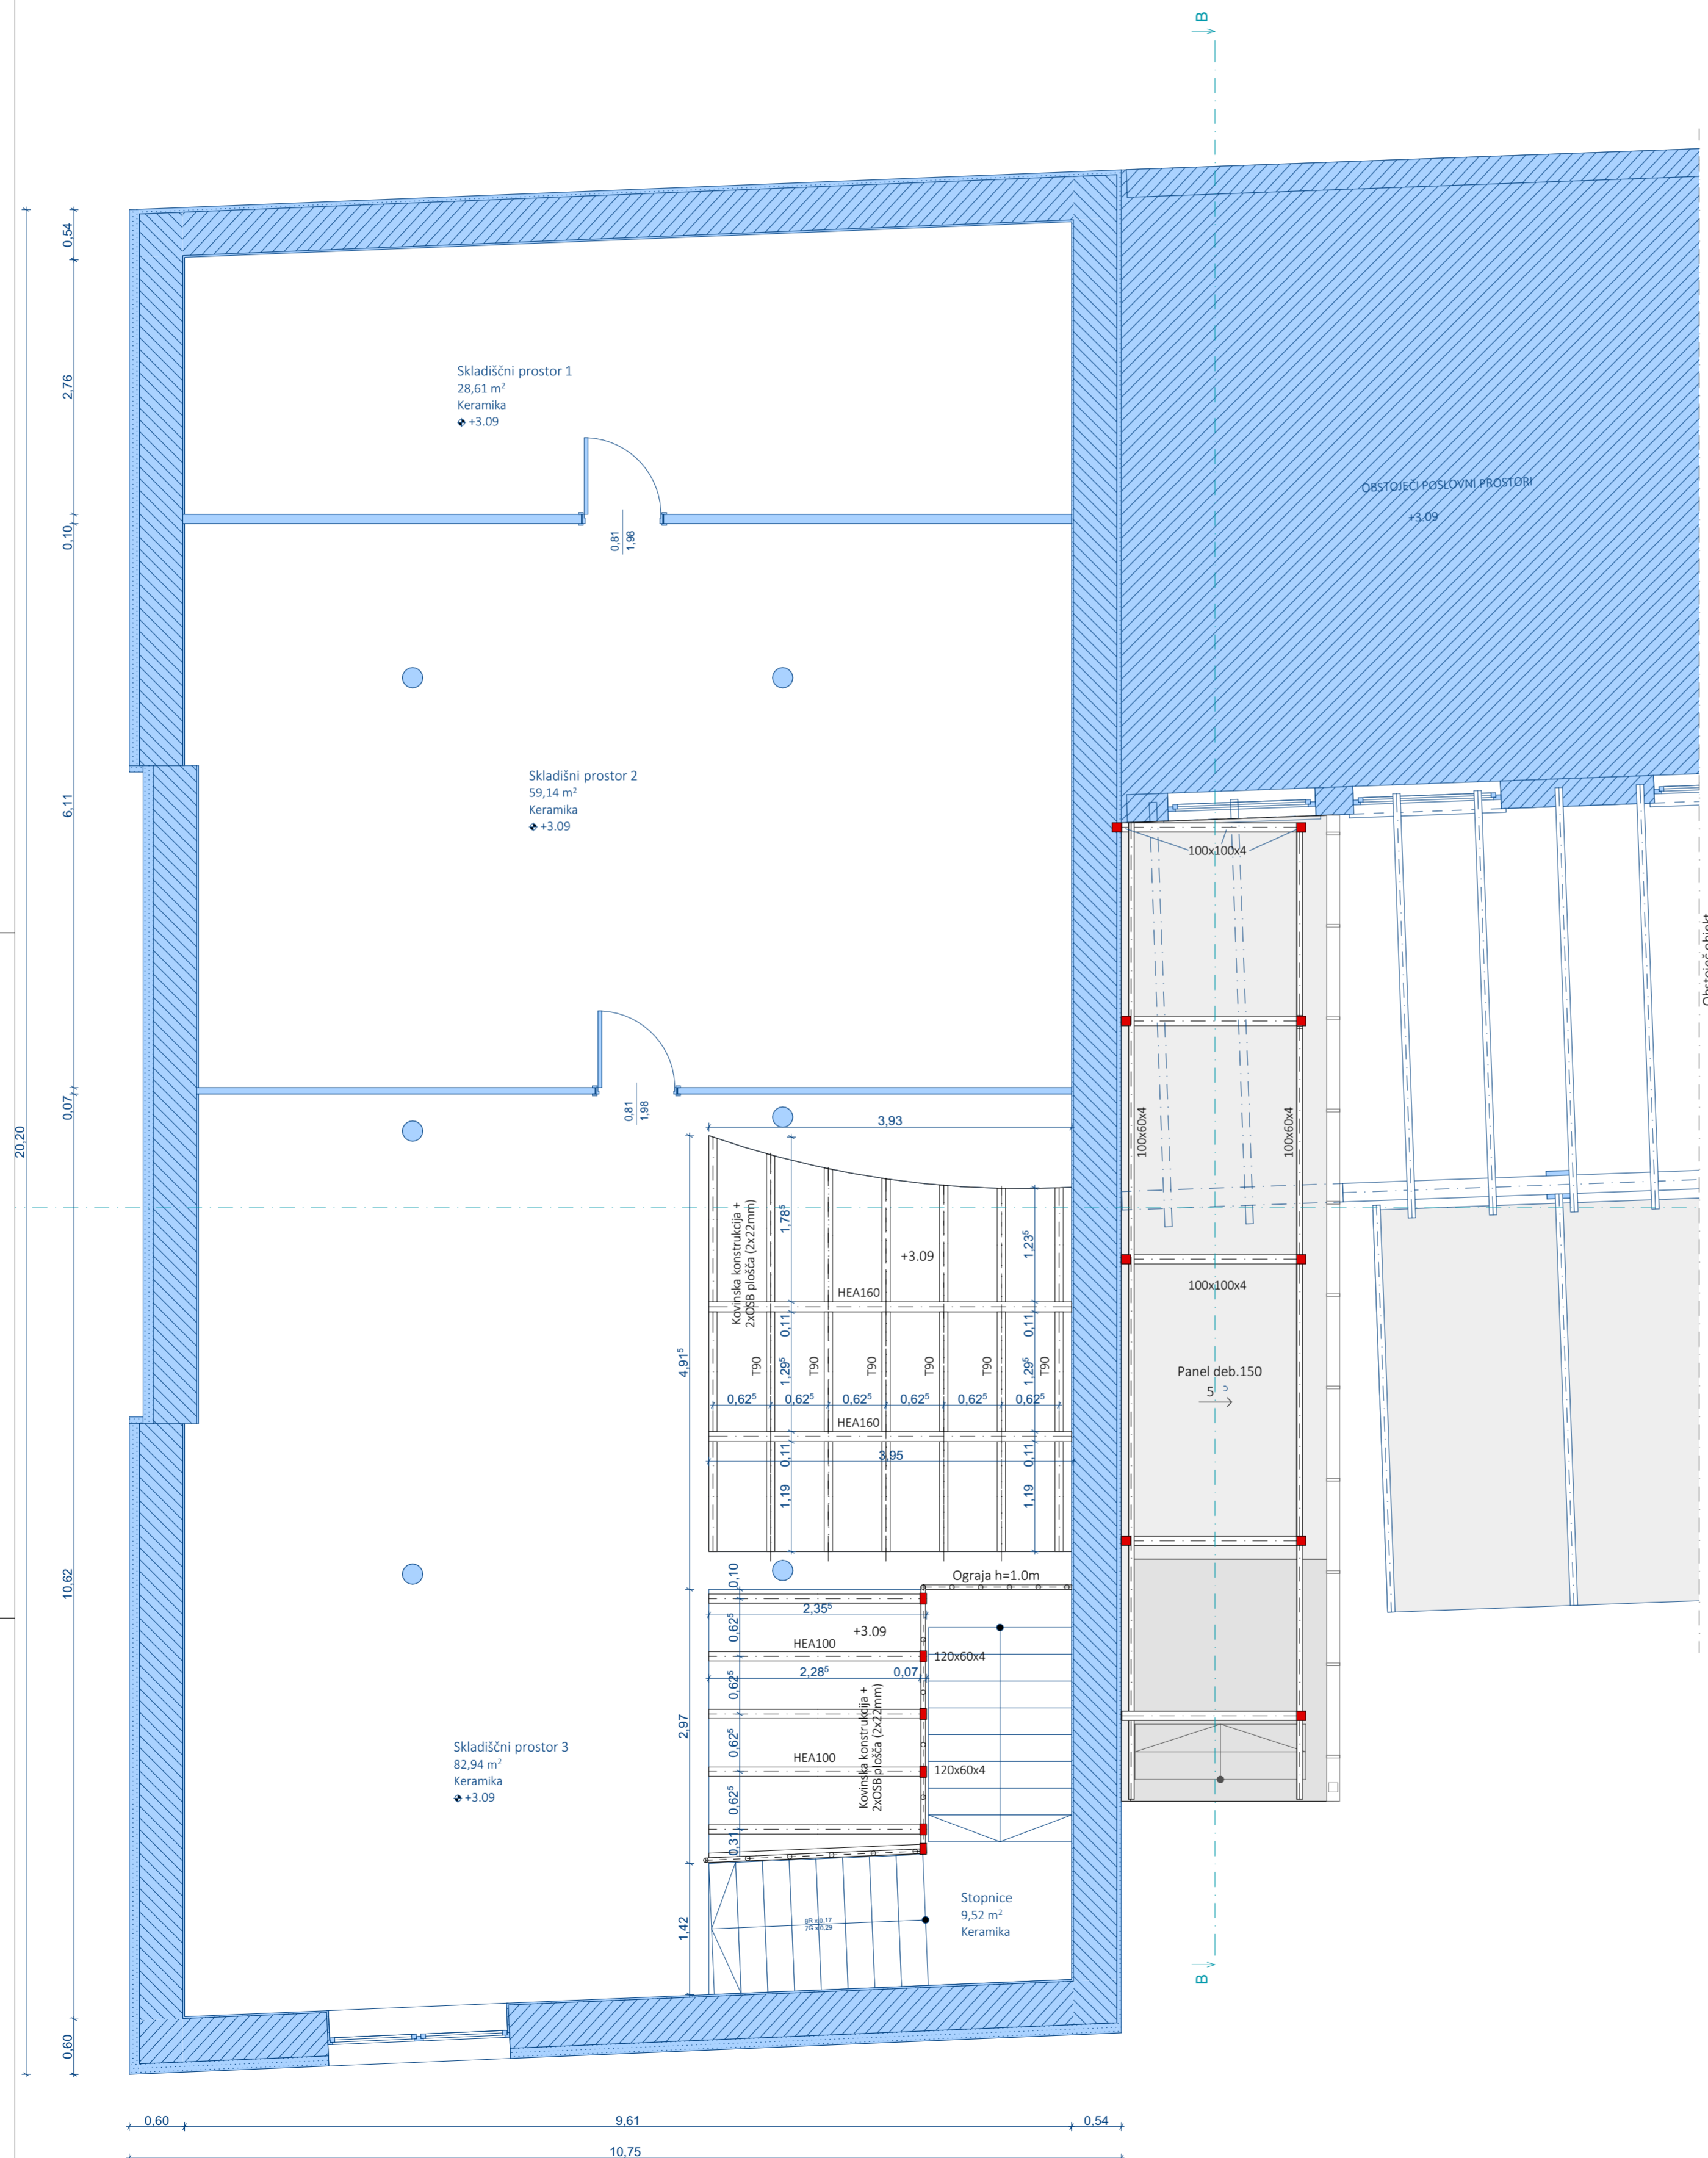 B
0,54
2,76
0,10
6,11
0,07
20,20
10,62
0,60
Skladiščni prostor 1
28,61 m²
Keramika
+3.09
0,81
1,98
OBSTOJEČI POSLOVNI PROSTORI
+3.09
Skladišni prostor 2
59,14 m²
Keramika
+3.09
0,81
1,98
100x100x4
100x60x4
100x60x4
100x100x4
Panel deb.150
5
3,93
Kovinska konstrukcija +
2xOSB plošča (2x22mm)
1,78⁵
+3.09
1,23⁵
HEA160
0,11
0,11
4,91⁵
T90
1,29⁵
T90
T90
T90
T90
1,29⁵
T90
0,62⁵
0,62⁵
0,62⁵
0,62⁵
0,62⁵
0,62⁵
HEA160
0,11
3,95
0,11
1,19
1,19
0,10
Ograja h=1.0m
2,35⁵
0,62⁵
+3.09
HEA100
120x60x4
2,28⁵
0,07
0,62⁵
2,97
Kovinska konstrukcija +
2xOSB plošča (2x22mm)
0,62⁵
HEA100
120x60x4
0,62⁵
0,31
Skladiščni prostor 3
82,94 m²
Keramika
+3.09
1,42
8R x 0,17
7G x 0,29
Stopnice
9,52 m²
Keramika
B
0,60
9,61
0,54
10,75